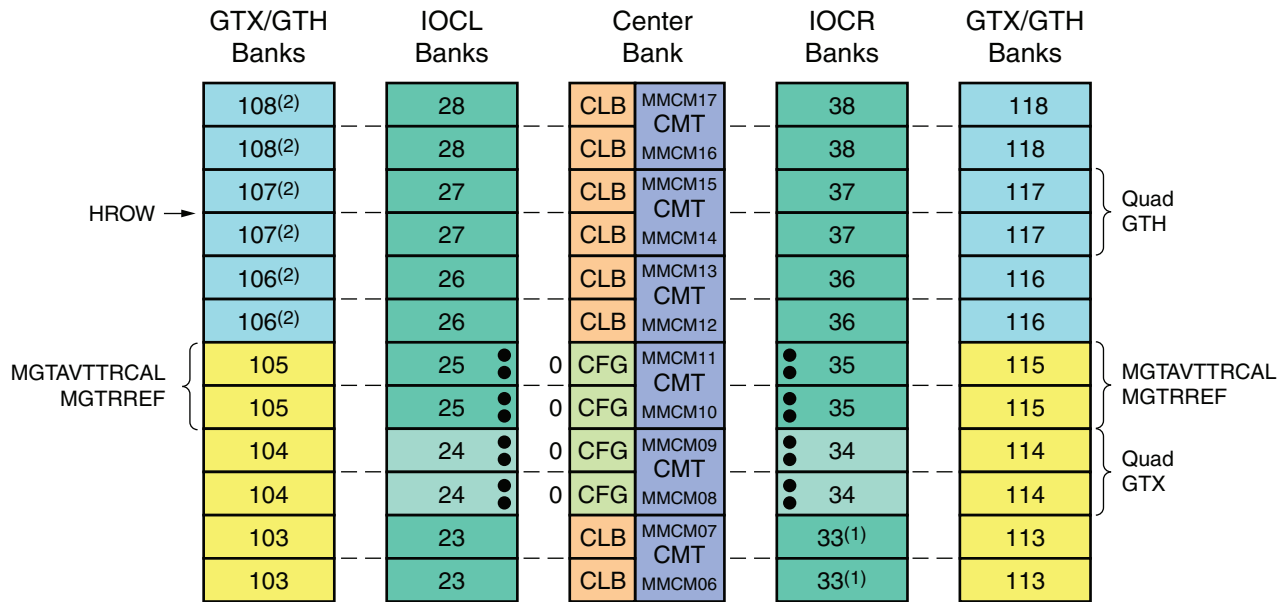 GTX/GTH Banks IOCL Banks Center Bank IOCR Banks GTX/GTH Banks
108(2) 28 CLB MMCM17 38 118
CMT
108(2) 28 CLB MMCM16 38 118
107(2) 27 CLB MMCM15 37 117
HROW CMT Quad GTH
107(2) 27 CLB MMCM14 37 117
106(2) 26 CLB MMCM13 36 116
CMT
106(2) 26 CLB MMCM12 36 116
105 25 0 CFG MMCM11 35 115
MGTAVTTRCAL MGTRREF CMT MGTAVTTRCAL MGTRREF
105 25 0 CFG MMCM10 35 115
104 24 0 CFG MMCM09 34 114
CMT Quad GTX
104 24 0 CFG MMCM08 34 114
103 23 CLB MMCM07 33(1) 113
CMT
103 23 CLB MMCM06 33(1) 113